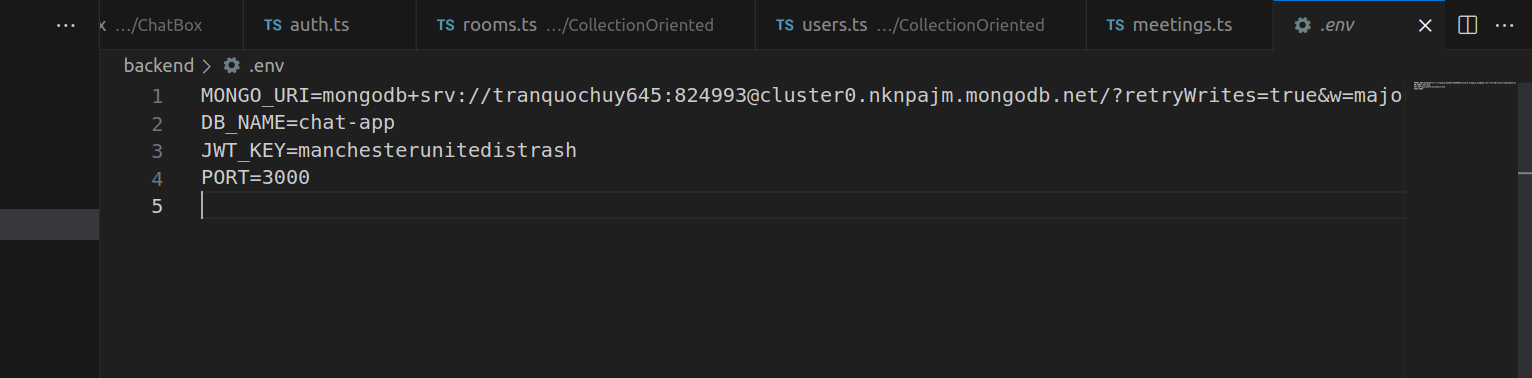 x …/ChatBox TS auth.ts TS rooms.ts …/CollectionOriented TS users.ts …/CollectionOriented TS meetings.ts .env
backend > .env
1 MONGO_URI=mongodb+srv://tranquochuy645:824993@cluster0.nknpajm.mongodb.net/?retryWrites=true&w=majo
2 DB_NAME=chat-app
3 JWT_KEY=manchesterunitedistrash
4 PORT=3000
5